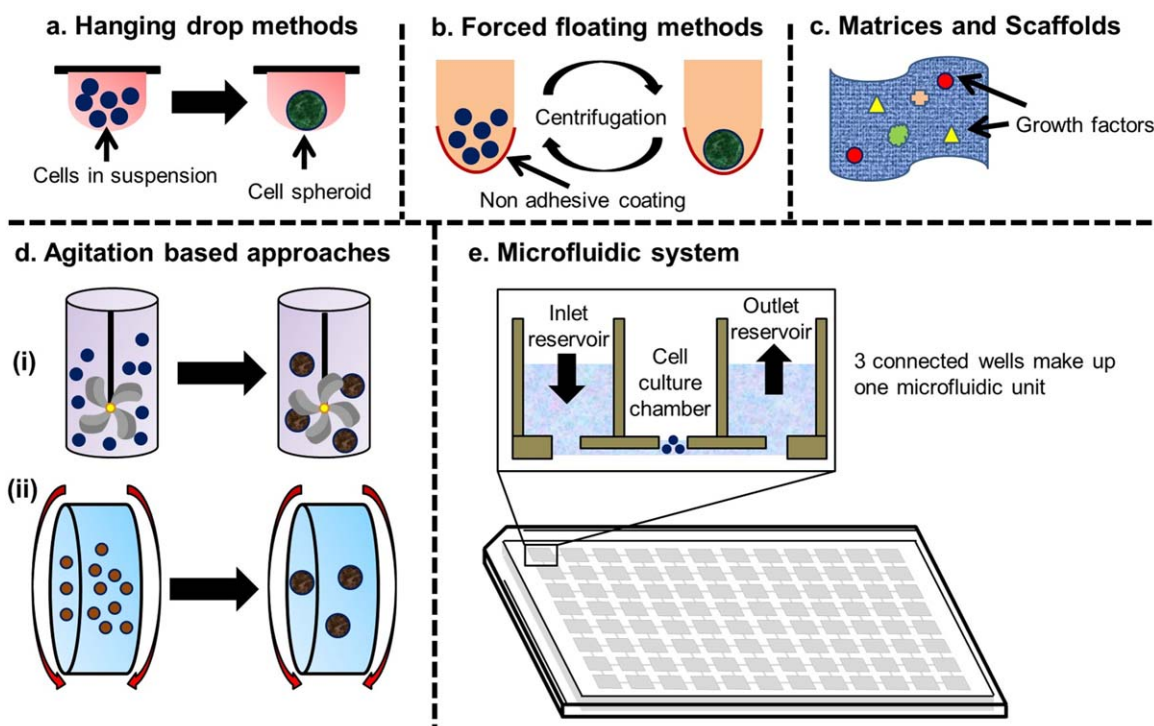 a. Hanging drop methods
Cells in suspension
Cell spheroid
b. Forced floating methods
Centrifugation
Non adhesive coating
c. Matrices and Scaffolds
Growth factors
d. Agitation based approaches
(i)
(ii)
e. Microfluidic system
Inlet
reservoir
Cell
culture
chamber
Outlet
reservoir
3 connected wells make up
one microfluidic unit